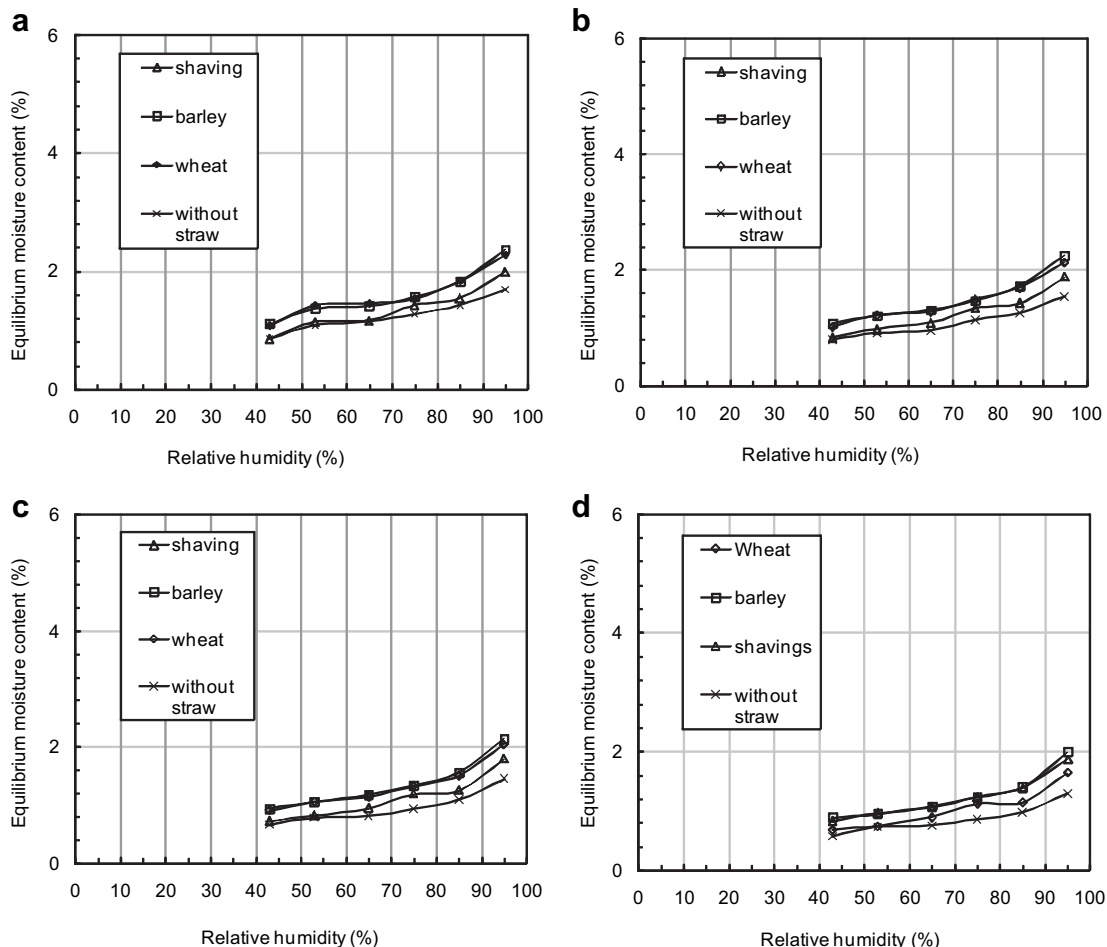 a
Equilibrium moisture content (%)
6
4
2
0
shaving
barley
wheat
without
straw
0 10 20 30 40 50 60 70 80 90 100
Relative humidity (%)
b
Equilibrium moisture content (%)
6
4
2
0
shaving
barley
wheat
without
straw
0 10 20 30 40 50 60 70 80 90 100
Relative humidity (%)
c
Equilibrium moisture content (%)
6
4
2
0
shaving
barley
wheat
without
straw
0 10 20 30 40 50 60 70 80 90 100
Relative humidity (%)
d
Equilibrium moisture content (%)
6
4
2
0
Wheat
barley
shavings
without
straw
0 10 20 30 40 50 60 70 80 90 100
Relative humidity (%)